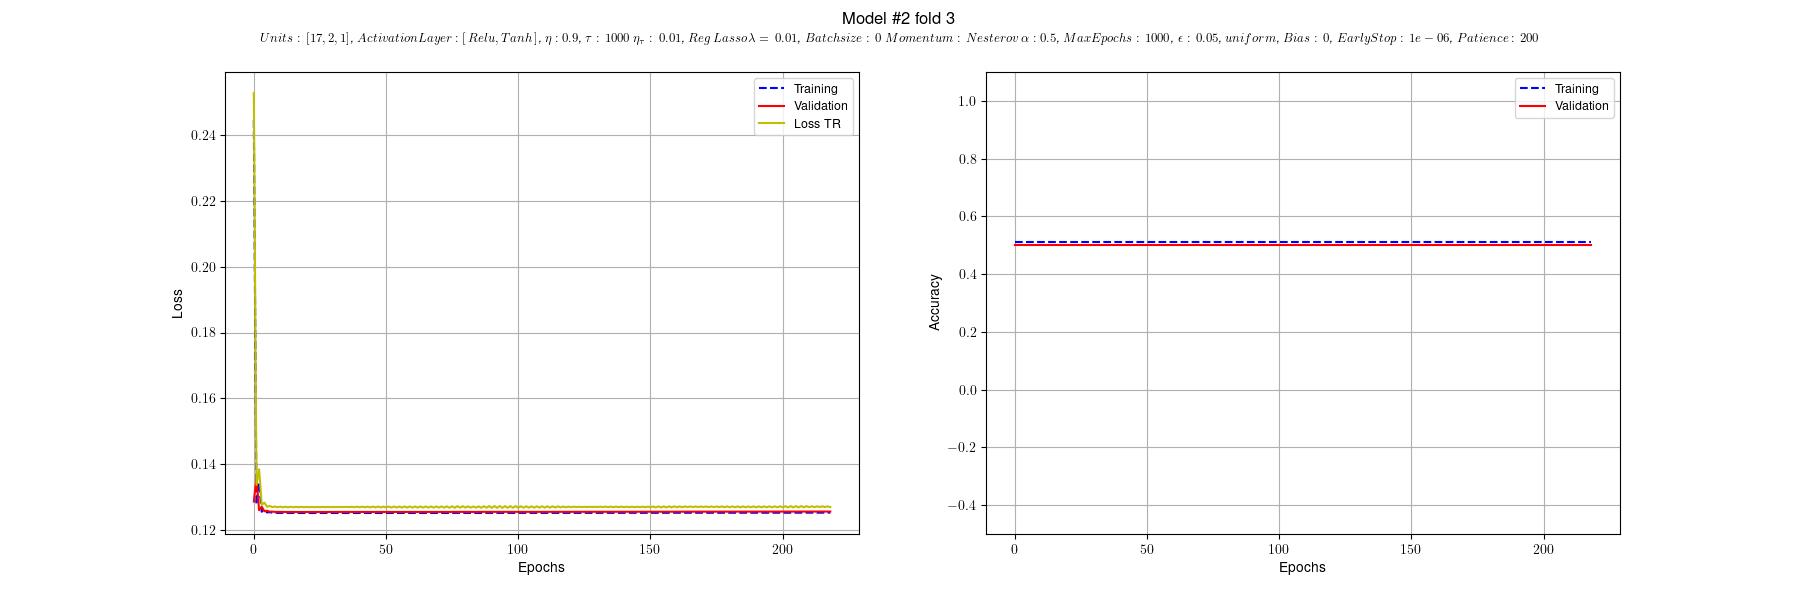 Model #2 fold 3
Units : [17, 2, 1], ActivationLayer : [ Relu, Tanh ], η : 0.9, τ : 1000 ητ : 0.01, Reg Lassoλ = 0.01, Batchsize : 0 Momentum : Nesterov α : 0.5, MaxEpochs : 1000, ϵ : 0.05, uniform, Bias : 0, EarlyStop : 1e − 06, Patience : 200
Training
Validation
Loss TR
0.24
0.22
0.20
0.18
0.16
0.14
0.12
Loss
0
50
100
150
200
Epochs
Training
Validation
1.0
0.8
0.6
0.4
0.2
0.0
−0.2
−0.4
Accuracy
0
50
100
150
200
Epochs